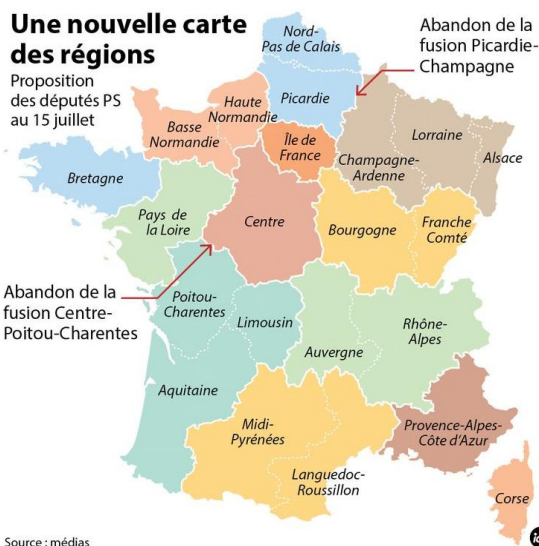 Une nouvelle carte
des régions
Proposition
des députés PS
au 15 juillet
Abandon de la
fusion Picardie-
Champagne
Nord-
Pas de Calais
Picardie
Haute
Normandie
Basse
Normandie
Île de
France
Champagne-
Ardenne
Lorraine
Alsace
Bretagne
Pays de
la Loire
Centre
Bourgogne
Franche
Comté
Abandon de la
fusion Centre-
Poitou-Charentes
Poitou-
Charentes
Limousin
Auvergne
Rhône-
Alpes
Aquitaine
Midi-
Pyrénées
Languedoc-
Roussillon
Provence-Alpes-
Côte d'Azur
Corse
Source : médias